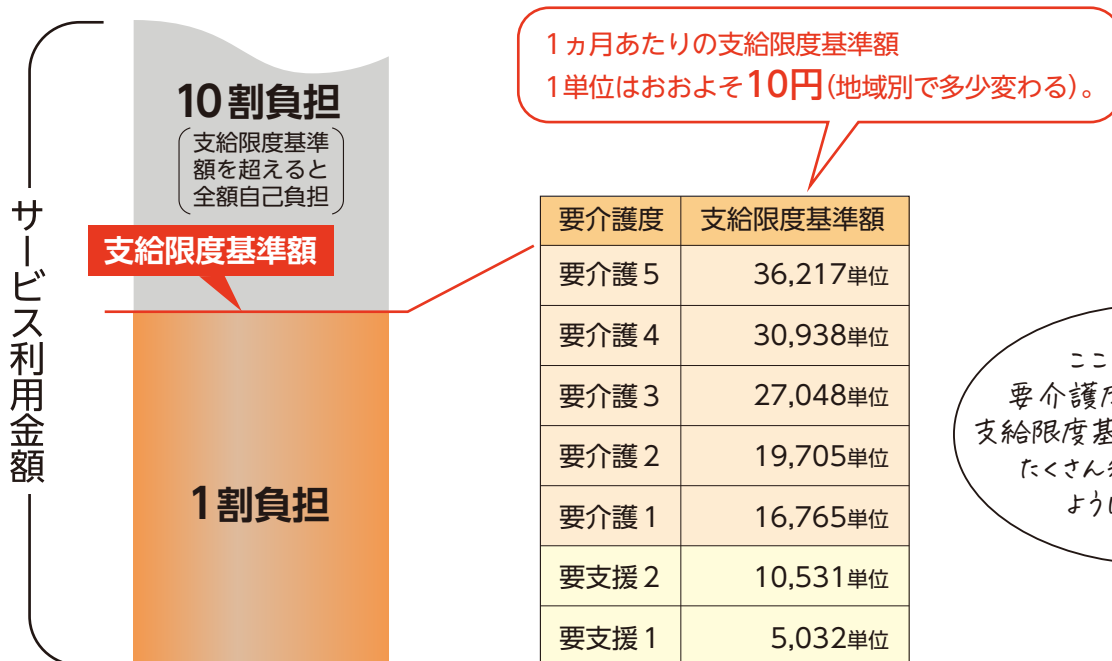 サービス利用金額
10割負担
支給限度基準
額を超えると
全額自己負担
支給限度基準額
1割負担
1ヵ月あたりの支給限度基準額
1単位はおおよそ10円(地域別で多少変わる)。
要介護度 支給限度基準額
要介護5 36,217単位
要介護4 30,938単位
要介護3 27,048単位
要介護2 19,705単位
要介護1 16,765単位
要支援2 10,531単位
要支援1 5,032単位
ここ
要介護
支給限度基
たくさん
よう